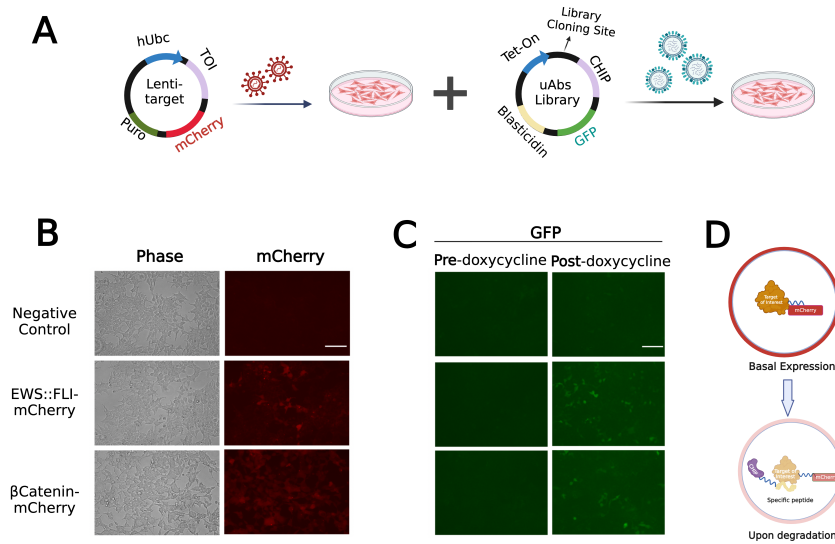 A
hUbc
TOI
Lenti-
target
Puro
mCherry
Library
Cloning Site
Tet-On
CHIP
uAbs
Library
Blasticidin
GFP
B
Phase
mCherry
Negative
Control
EWS::FLI-
mCherry
βCatenin-
mCherry
C
GFP
Pre-doxycycline
Post-doxycycline
D
Target
of Interest
mCherry
Basal Expression
CHIP
Target of
Interest
mCherry
Specific peptide
Upon degradation